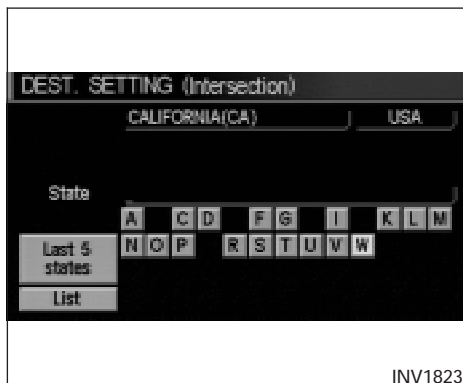 DEST. SETTING (Intersection)
CALIFORNIA(CA) USA
State
A C D F G I K L M
N O P R S T U V W
Last 5
states
List
INV1823